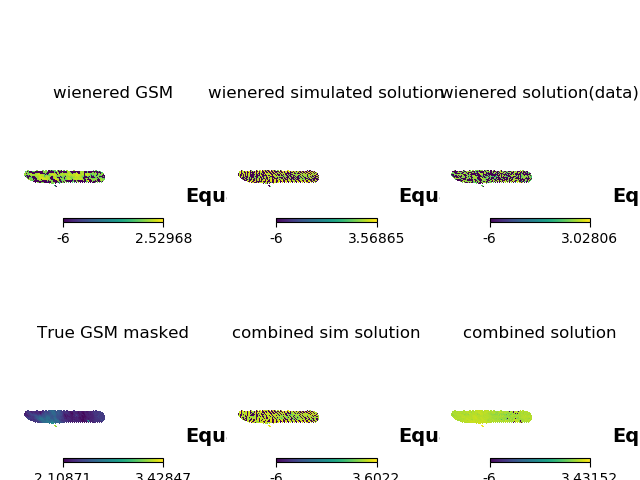 wienered GSM
wienered simulated solution
wienered solution(data)
Equ
Equ
Eq
-6
2.52968
-6
3.56865
-6
3.02806
True GSM masked
combined sim solution
combined solution
Equ
Equ
Eq
2.10871
3.42847
-6
3.6022
-6
3.43152